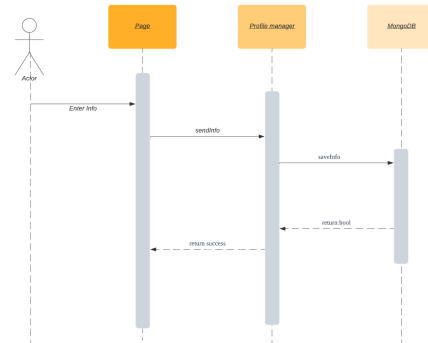 Page
Profile manager
MongoDB
Actor
Enter Info
sendInfo
saveInfo
return bool
return success